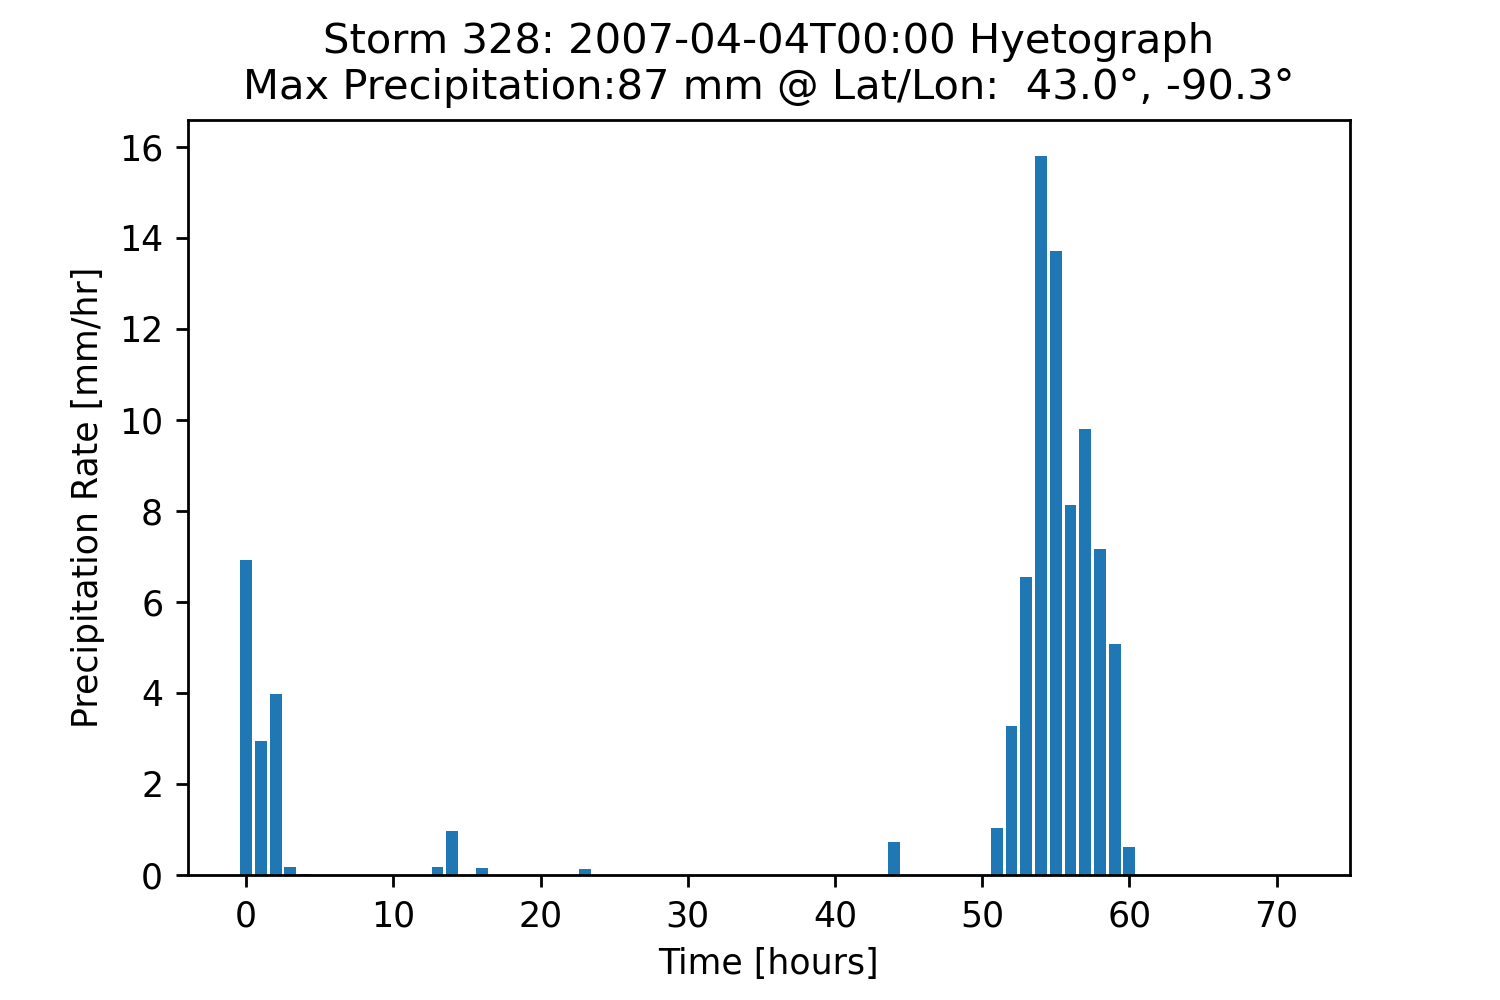 Storm 328: 2007-04-04T00:00 Hyetograph
Max Precipitation:87 mm @ Lat/Lon:  43.0°, -90.3°
Precipitation Rate [mm/hr]
16
14
12
10
8
6
4
2
0
0 10 20 30 40 50 60 70
Time [hours]